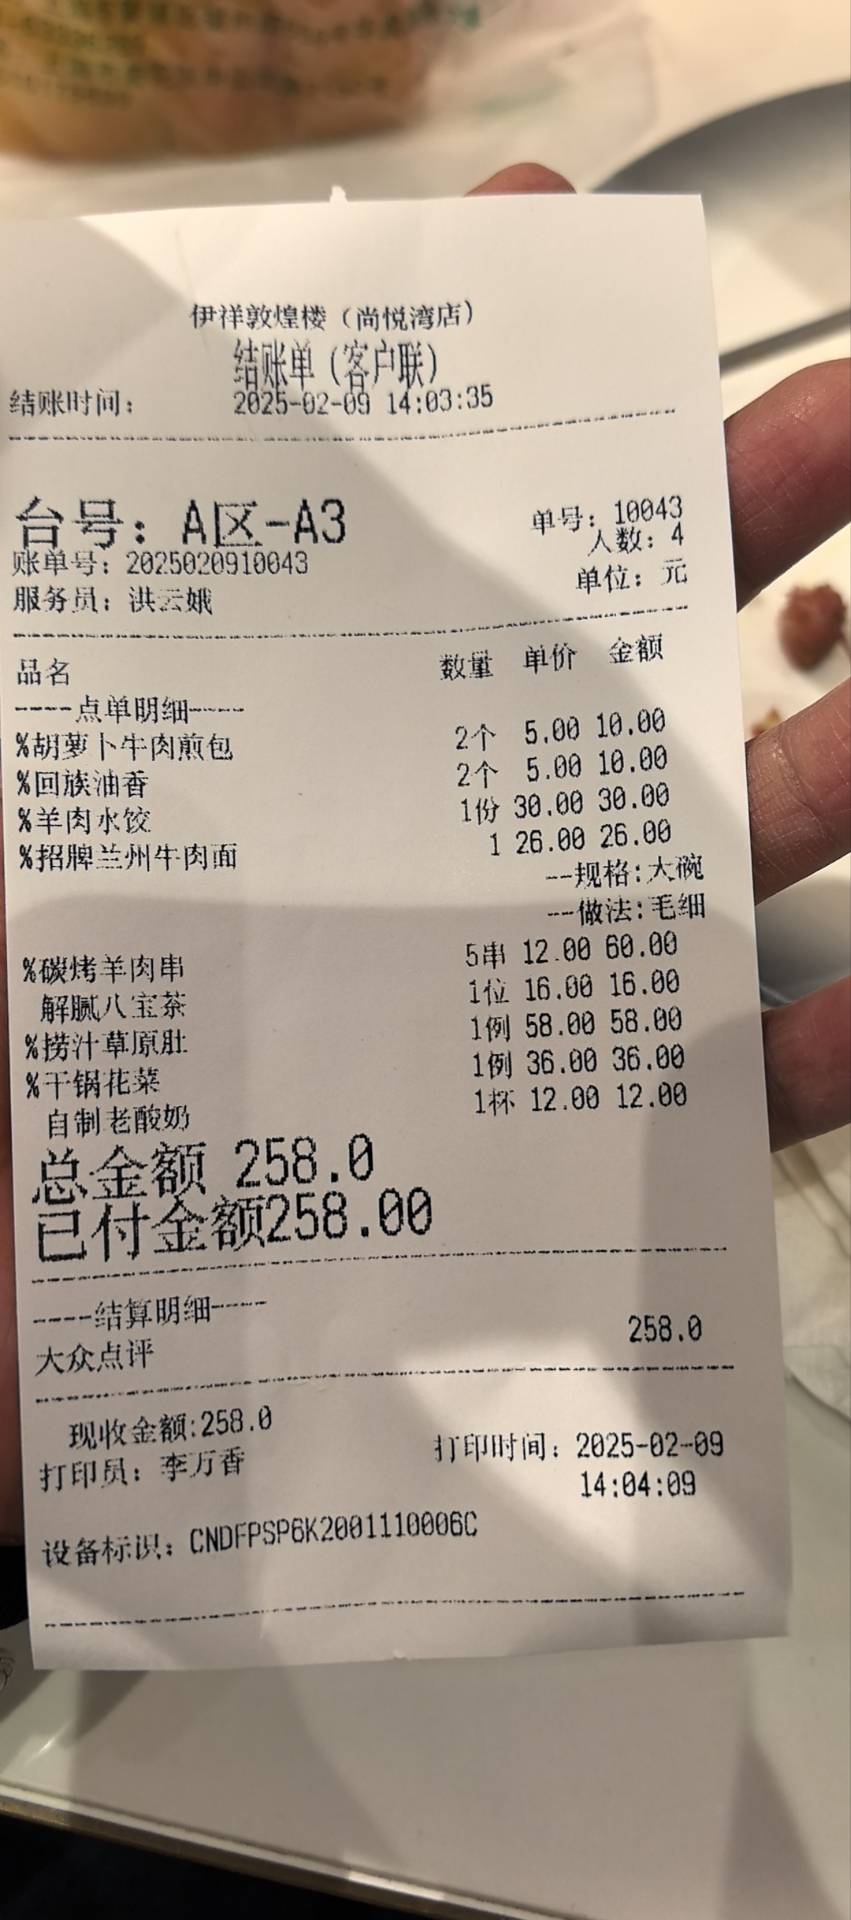 伊祥敦煌楼（尚悦湾店）
结账单（客户联）
结账时间： 2025-02-09 14:03:35
台号：A区-A3 单号：10043
人数：4
账单号：2025020910043
单位：元
服务员：洪云娥
品名 数量 单价 金额
----点单明细----
%胡萝卜牛肉煎包 2个 5.00 10.00
%回族油香 2个 5.00 10.00
%羊肉水饺 1份 30.00 30.00
%招牌兰州牛肉面 1 26.00 26.00
--规格:大碗
--做法:毛细
%碳烤羊肉串 5串 12.00 60.00
解腻八宝茶 1位 16.00 16.00
%捞汁草原肚 1例 58.00 58.00
%干锅花菜 1例 36.00 36.00
自制老酸奶 1杯 12.00 12.00
总金额 258.0
已付金额258.00
----结算明细----
大众点评 258.0
现收金额:258.0
打印员：李万香 打印时间：2025-02-09
14:04:09
设备标识：CNDFPSP6K2001110006C